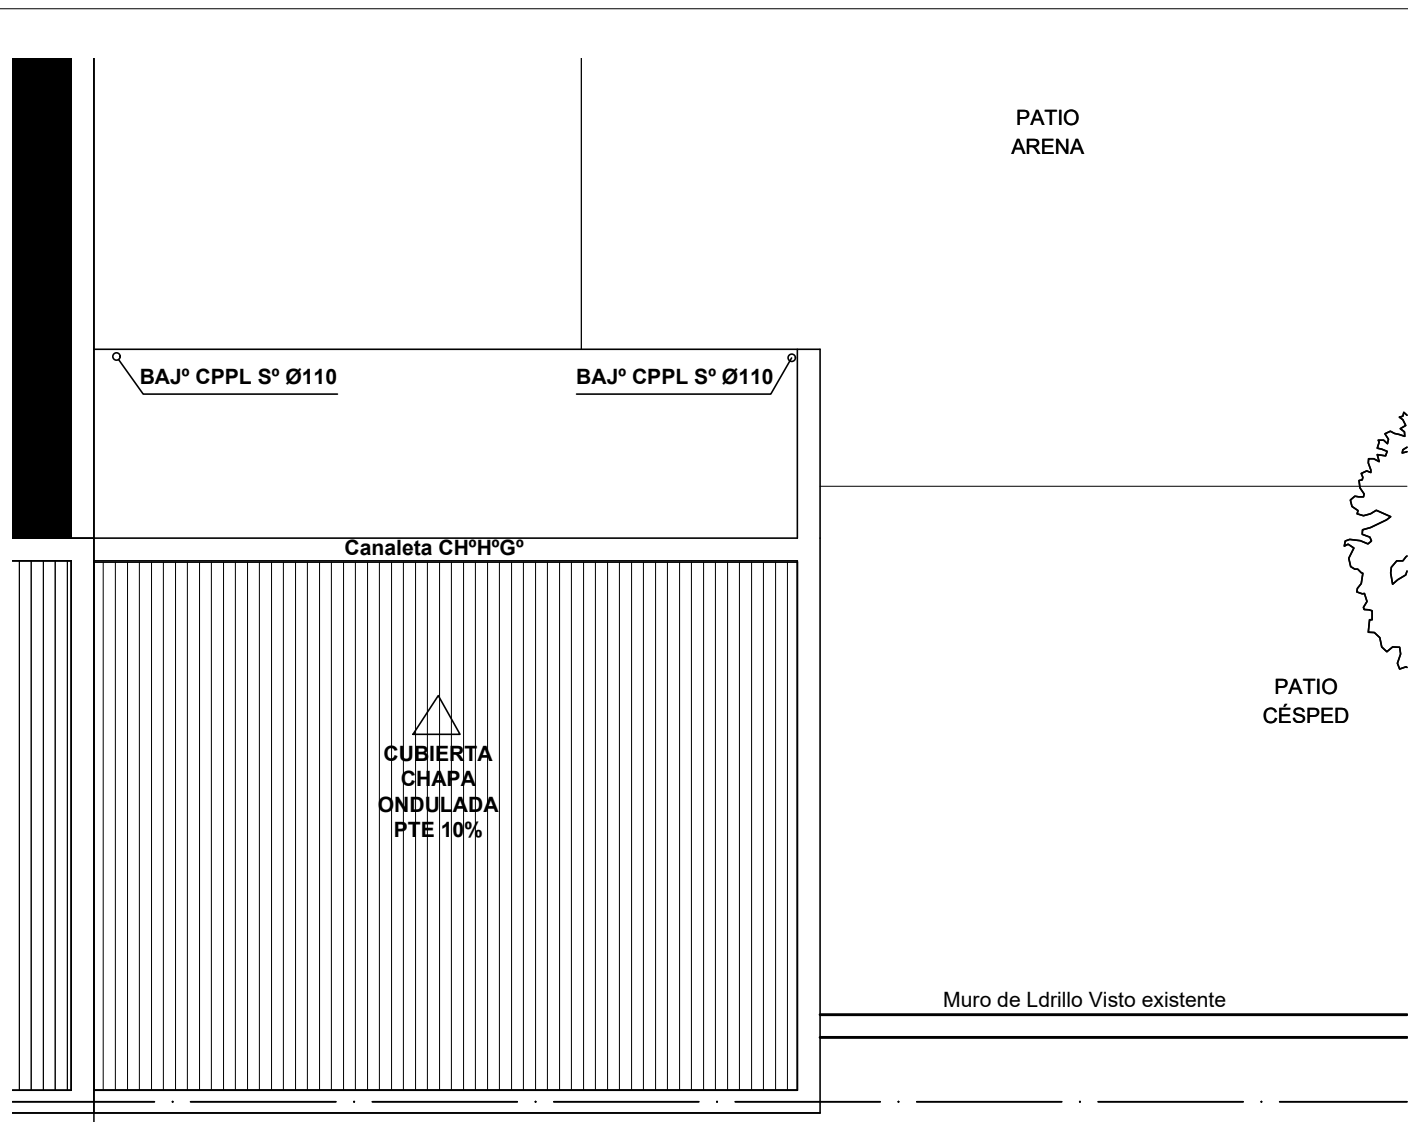 PATIO
ARENA
BAJº CPPL Sº Ø110
BAJº CPPL Sº Ø110
Canaleta CHºHºGº
PATIO
CÉSPED
CUBIERTA
CHAPA
ONDULADA
PTE 10%
Muro de Ldrillo Visto existente